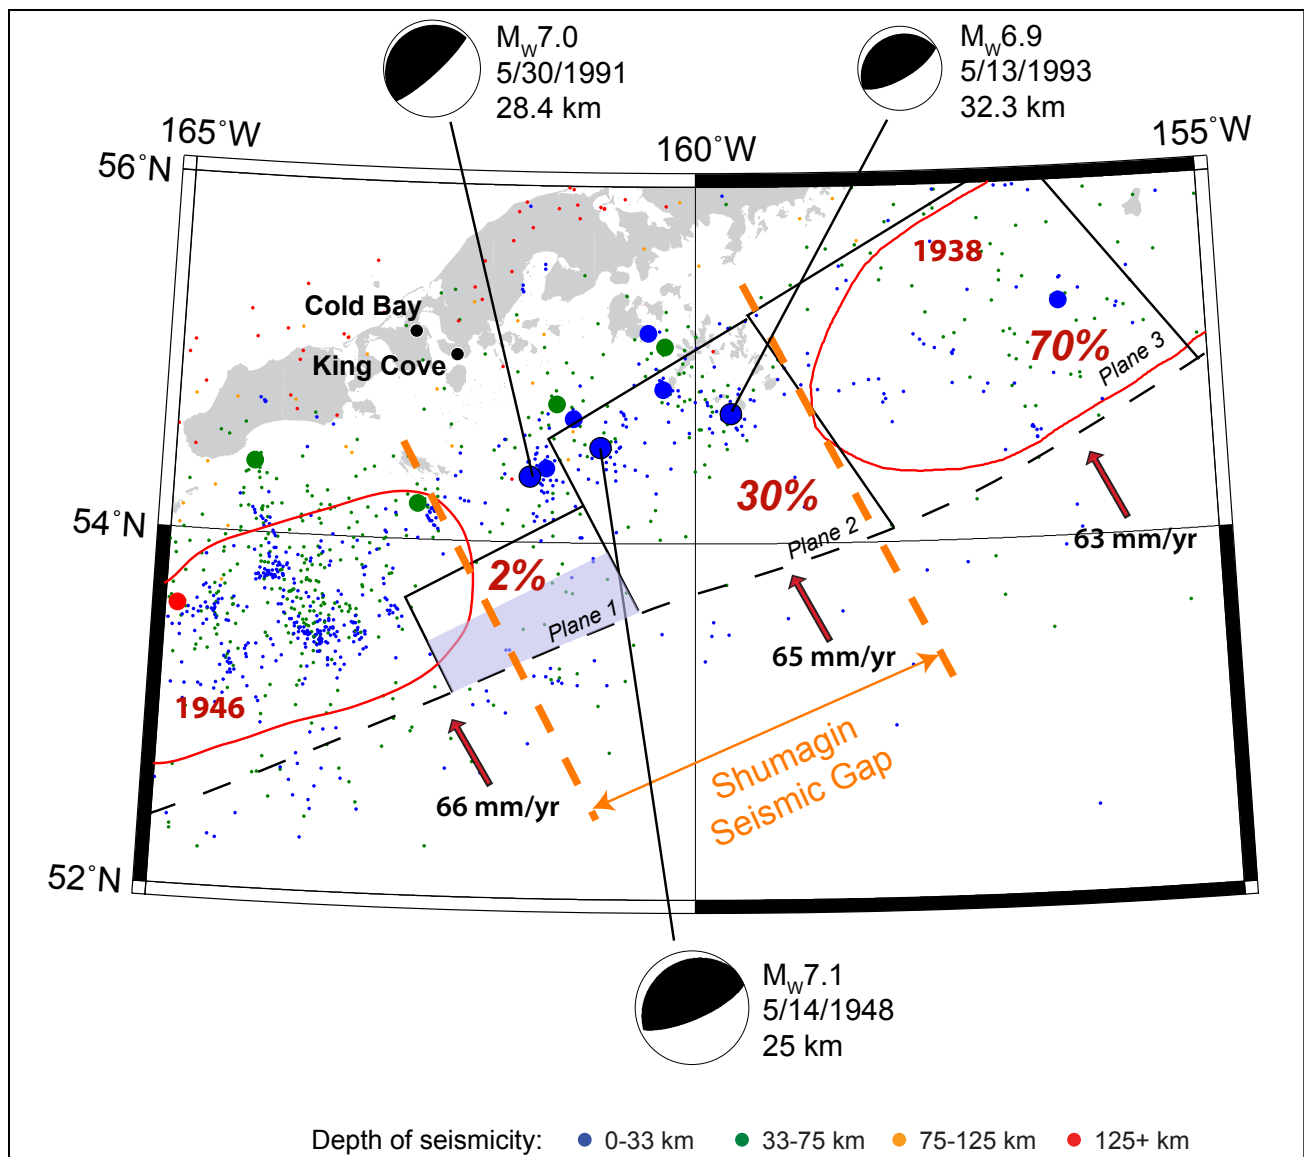 M_W7.0
5/30/1991
28.4 km
M_W6.9
5/13/1993
32.3 km
165˚W
160˚W
155˚W
56˚N
1938
Cold Bay
King Cove
70%
Plane 3
30%
54˚N
Plane 2
63 mm/yr
2%
Plane 1
65 mm/yr
1946
Shumagin
Seismic Gap
66 mm/yr
52˚N
M_W7.1
5/14/1948
25 km
Depth of seismicity: 0-33 km 33-75 km 75-125 km 125+ km